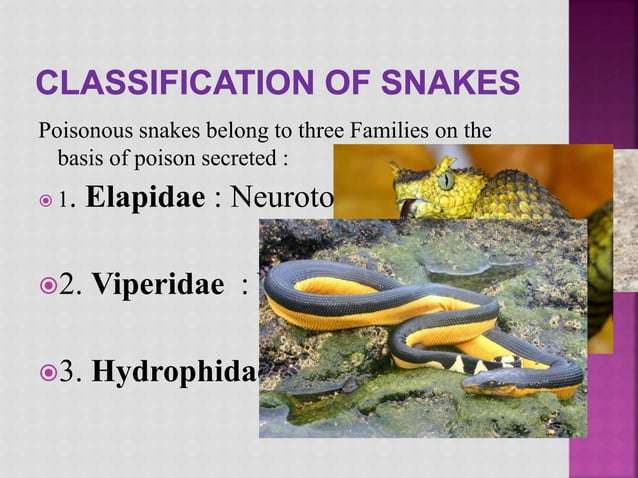 CLASSIFICATION OF SNAKES
Poisonous snakes belong to three Families on the
basis of poison secreted :
1. Elapidae : Neuroto
2. Viperidae :
3. Hydrophida